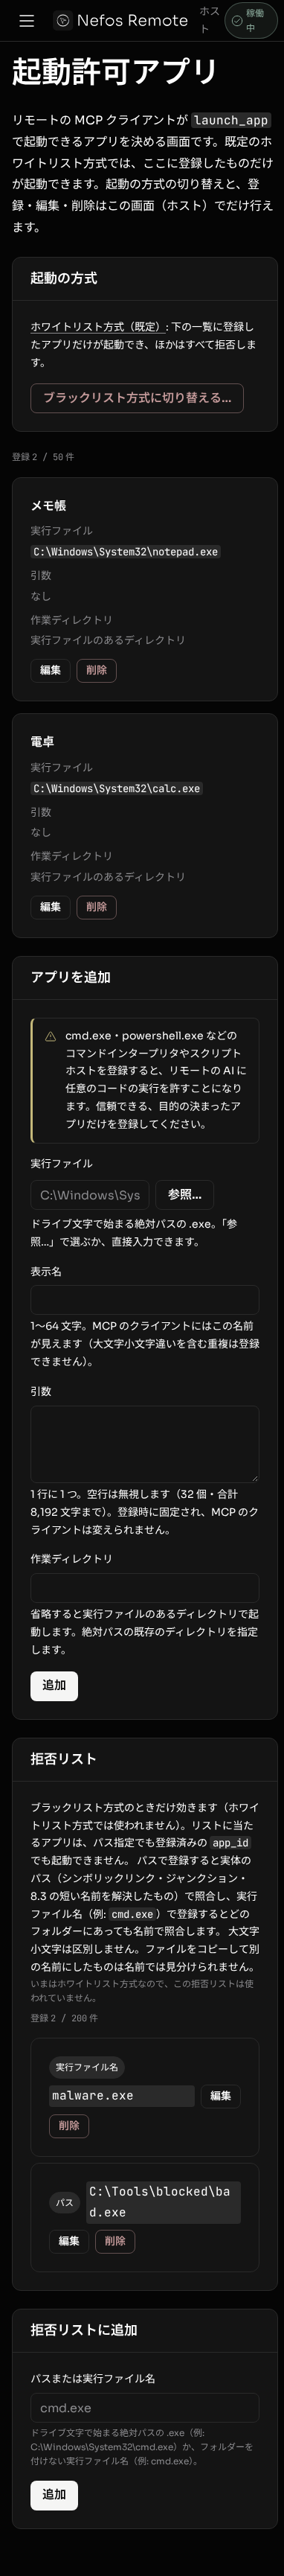 Nefos Remote
ホス
ト
稼働
中
起動許可アプリ
リモートの MCP クライアントが launch_app
で起動できるアプリを決める画面です。既定のホ
ワイトリスト方式では、ここに登録したものだけ
が起動できます。起動の方式の切り替えと、登
録・編集・削除はこの画面（ホスト）でだけ行え
ます。
起動の方式
ホワイトリスト方式（既定）: 下の一覧に登録し
たアプリだけが起動でき、ほかはすべて拒否しま
す。
ブラックリスト方式に切り替える...
登録 2 / 50 件
メモ帳
実行ファイル
C:\Windows\System32\notepad.exe
引数
なし
作業ディレクトリ
実行ファイルのあるディレクトリ
編集 削除
電卓
実行ファイル
C:\Windows\System32\calc.exe
引数
なし
作業ディレクトリ
実行ファイルのあるディレクトリ
編集 削除
アプリを追加
cmd.exe・powershell.exe などの
コマンドインタープリタやスクリプト
ホストを登録すると、リモートの AI に
任意のコードの実行を許すことになり
ます。信頼できる、目的の決まったア
プリだけを登録してください。
実行ファイル
C:\Windows\Sys 参照...
ドライブ文字で始まる絶対パスの .exe。「参
照...」で選ぶか、直接入力できます。
表示名
1〜64 文字。MCP のクライアントにはこの名前
が見えます（大文字小文字違いを含む重複は登録
できません）。
引数
1 行に 1 つ。空行は無視します（32 個・合計
8,192 文字まで）。登録時に固定され、MCP のク
ライアントは変えられません。
作業ディレクトリ
省略すると実行ファイルのあるディレクトリで起
動します。絶対パスの既存のディレクトリを指定
します。
追加
拒否リスト
ブラックリスト方式のときだけ効きます（ホワイ
トリスト方式では使われません）。リストに当た
るアプリは、パス指定でも登録済みの app_id
でも起動できません。 パスで登録すると実体の
パス（シンボリックリンク・ジャンクション・
8.3 の短い名前を解決したもの）で照合し、実行
ファイル名（例: cmd.exe ）で登録するとどの
フォルダーにあっても名前で照合します。 大文字
小文字は区別しません。ファイルをコピーして別
の名前にしたものは名前では見分けられません。
いまはホワイトリスト方式なので、この拒否リストは使
われていません。
登録 2 / 200 件
実行ファイル名
malware.exe 編集
削除
パス C:\Tools\blocked\ba
d.exe
編集 削除
拒否リストに追加
パスまたは実行ファイル名
cmd.exe
ドライブ文字で始まる絶対パスの .exe（例:
C:\Windows\System32\cmd.exe）か、フォルダーを
付けない実行ファイル名（例: cmd.exe）。
追加